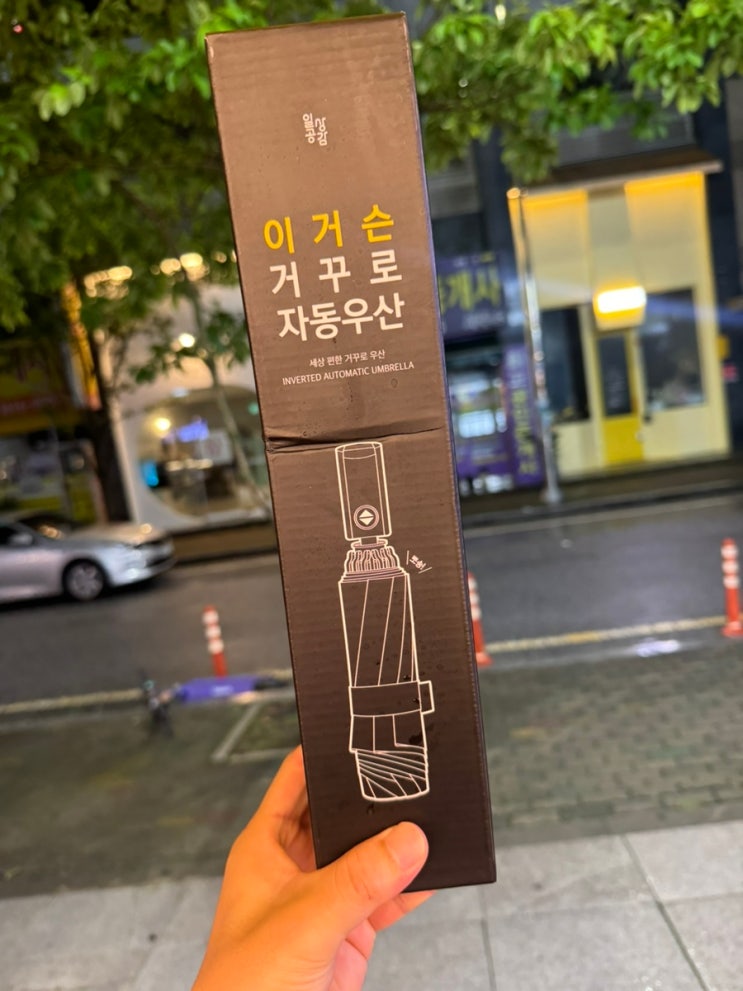 일상
공감
이거슨
거꾸로
자동우산
세상 편한 거꾸로 우산
INVERTED AUTOMATIC UMBRELLA